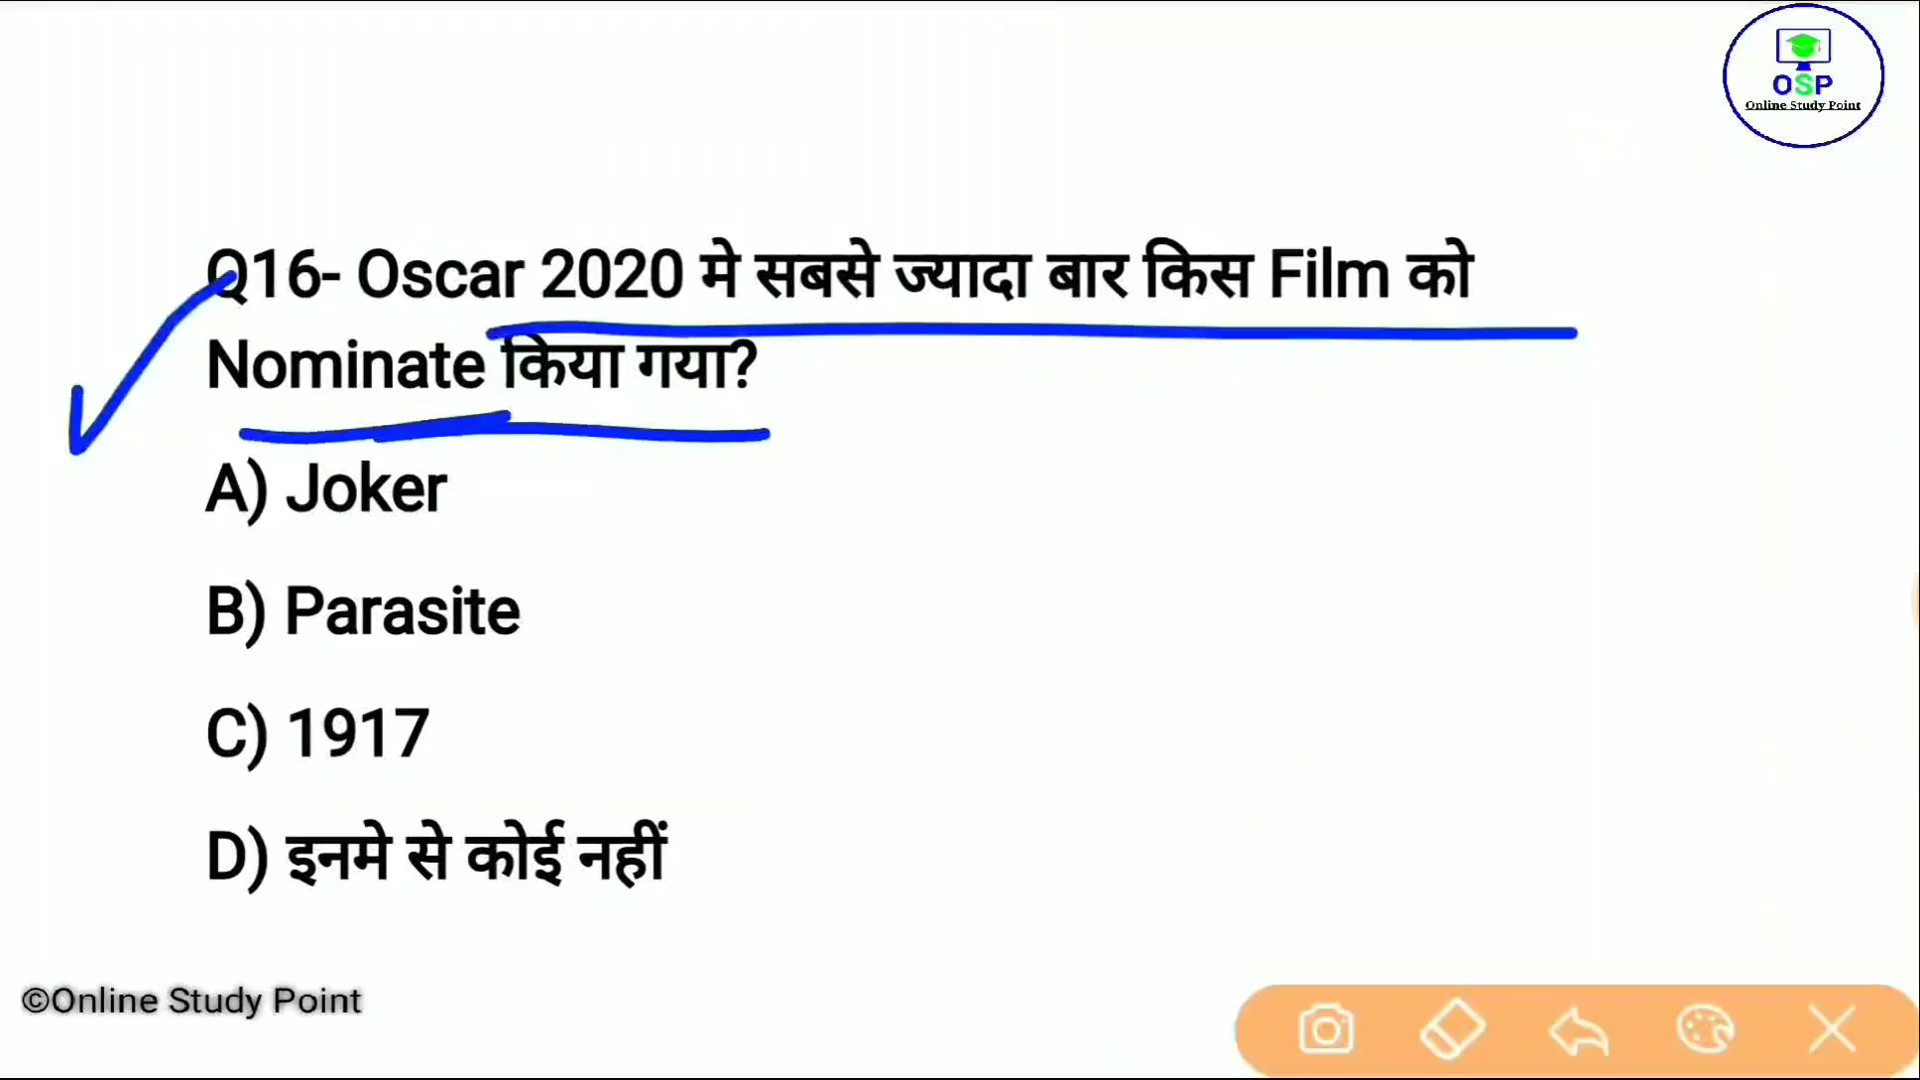 OSP
Online Study Point
Q16- Oscar 2020 मे सबसे ज्यादा बार किस Film को
Nominate किया गया?
A) Joker
B) Parasite
C) 1917
D) इनमे से कोई नहीं
©Online Study Point